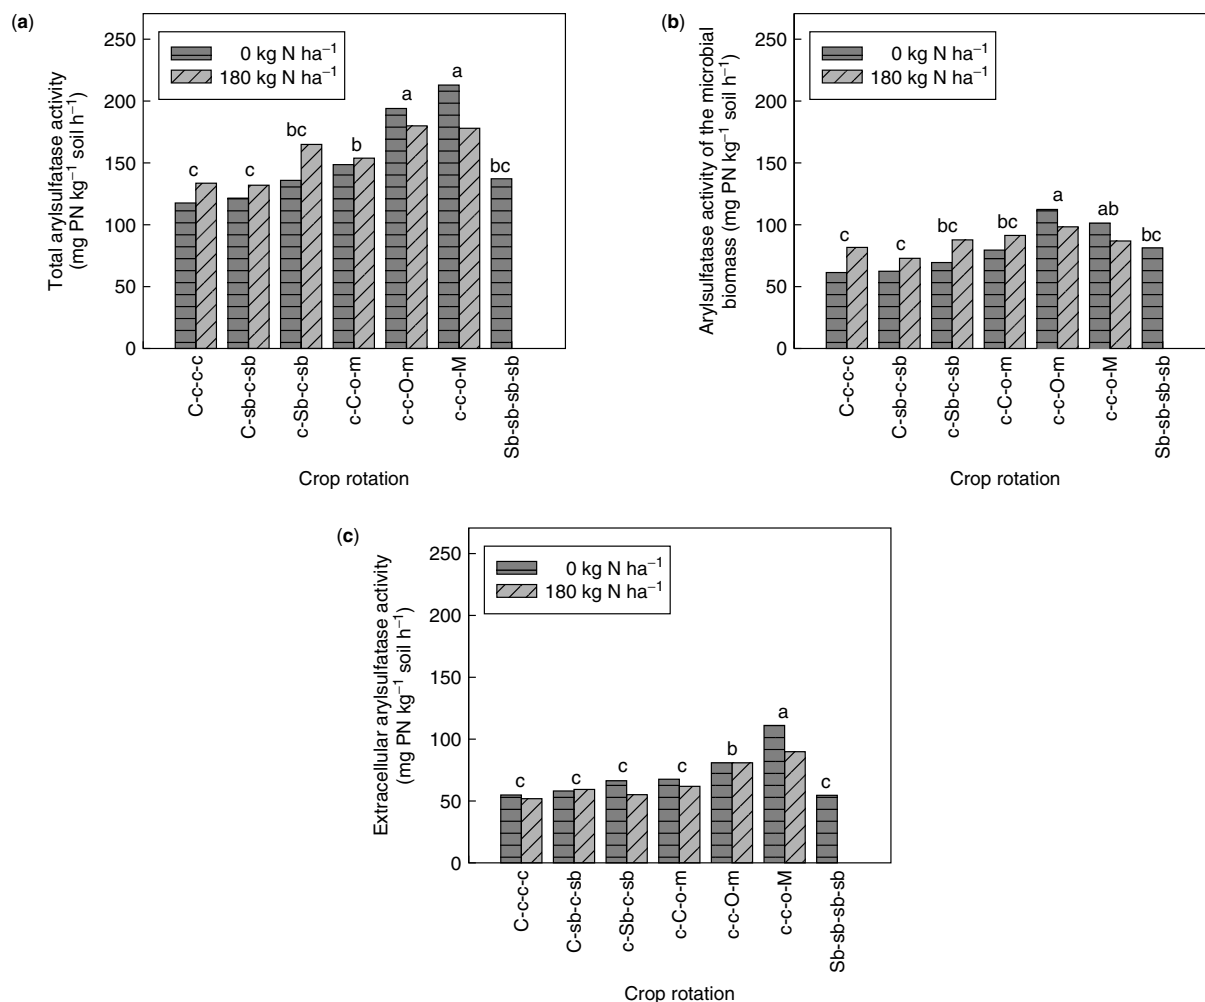 (a)
Total arylsulfatase activity
(mg PN kg⁻¹ soil h⁻¹)
250
200
150
100
50
0
0 kg N ha⁻¹
180 kg N ha⁻¹
c
c
bc
b
a
a
bc
C-c-c-c
C-sb-c-sb
c-Sb-c-sb
c-C-o-m
c-c-O-m
c-c-o-M
Sb-sb-sb-sb
Crop rotation
(b)
Arylsulfatase activity of the microbial
biomass (mg PN kg⁻¹ soil h⁻¹)
250
200
150
100
50
0
0 kg N ha⁻¹
180 kg N ha⁻¹
c
c
bc
bc
a
ab
bc
C-c-c-c
C-sb-c-sb
c-Sb-c-sb
c-C-o-m
c-c-O-m
c-c-o-M
Sb-sb-sb-sb
Crop rotation
(c)
Extracellular arylsulfatase activity
(mg PN kg⁻¹ soil h⁻¹)
250
200
150
100
50
0
0 kg N ha⁻¹
180 kg N ha⁻¹
c
c
c
c
b
a
c
C-c-c-c
C-sb-c-sb
c-Sb-c-sb
c-C-o-m
c-c-O-m
c-c-o-M
Sb-sb-sb-sb
Crop rotation